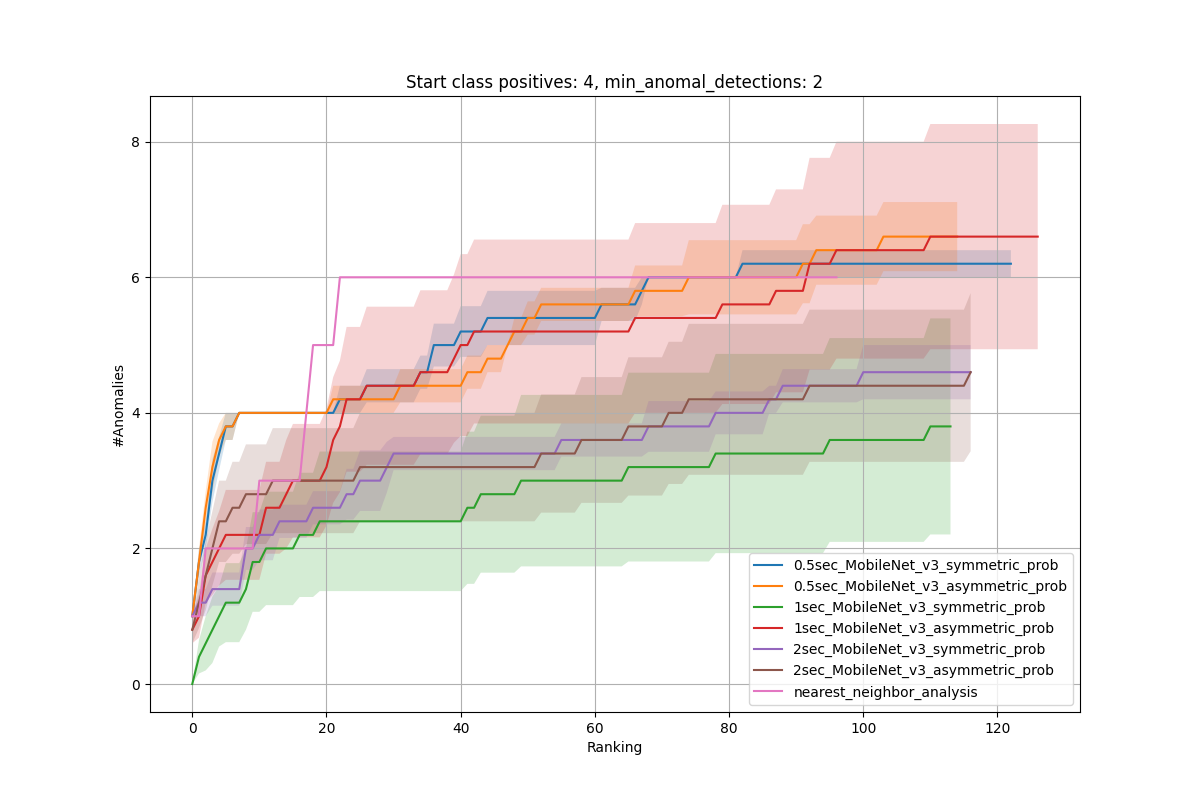 Start class positives: 4, min_anomal_detections: 2
8
6
4
2
0
#Anomalies
0 20 40 60 80 100 120
Ranking
0.5sec_MobileNet_v3_symmetric_prob
0.5sec_MobileNet_v3_asymmetric_prob
1sec_MobileNet_v3_symmetric_prob
1sec_MobileNet_v3_asymmetric_prob
2sec_MobileNet_v3_symmetric_prob
2sec_MobileNet_v3_asymmetric_prob
nearest_neighbor_analysis